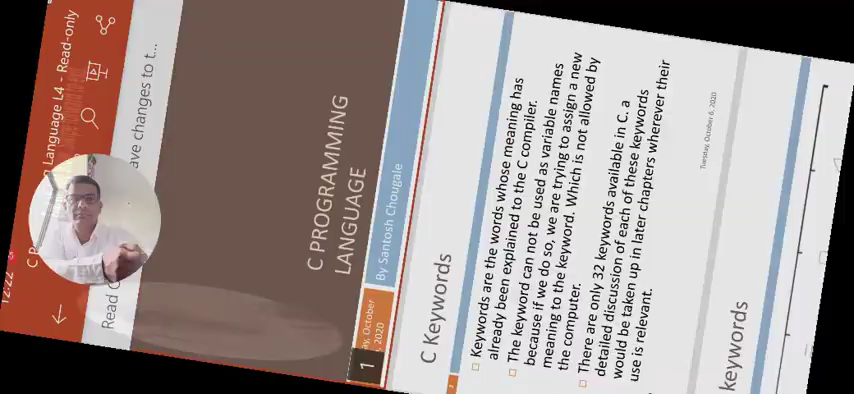 12:22
Language L4 - Read-only
Read
ave changes to t...
C PROGRAMMING
LANGUAGE
By Santosh Chougale
ay, October
, 2020
1
C Keywords
Keywords are the words whose meaning has
already been explained to the C compiler.
The keyword can not be used as variable names
because if we do so, we are trying to assign a new
meaning to the keyword. Which is not allowed by
the computer.
There are only 32 keywords available in C. a
detailed discussion of each of these keywords
would be taken up in later chapters wherever their
use is relevant.
Tuesday, October 6, 2020
keywords